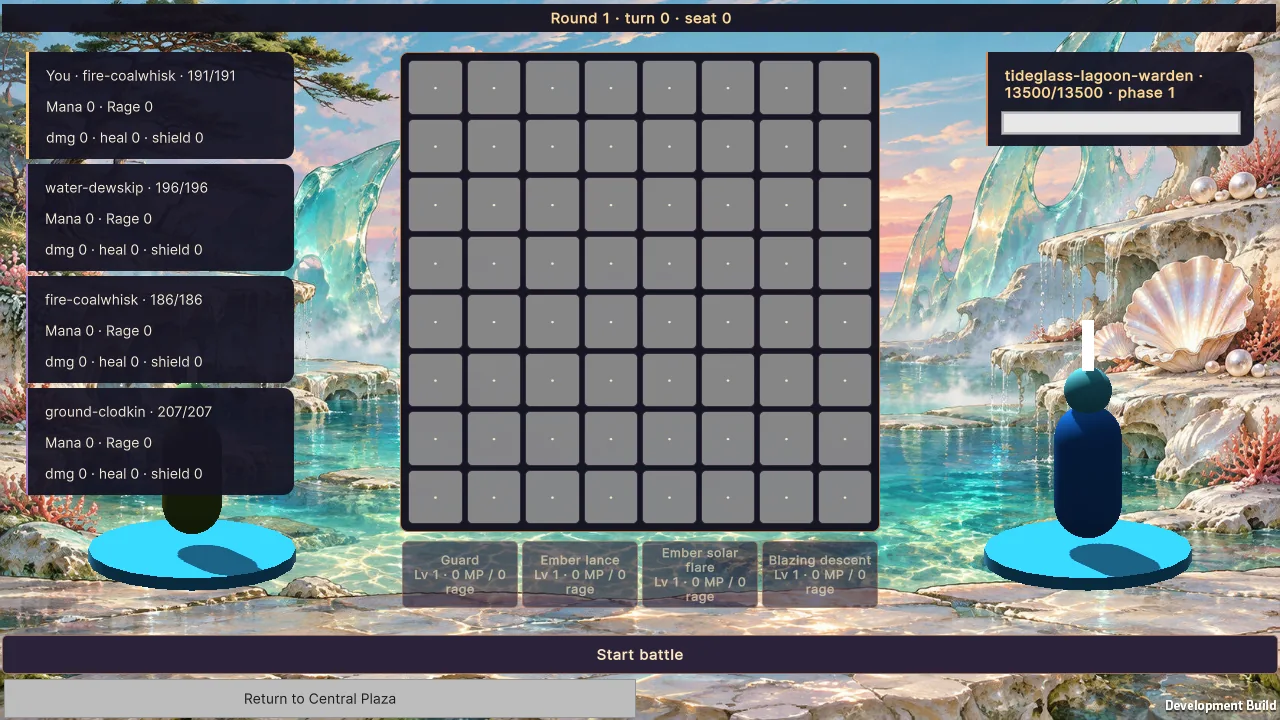 Round 1 · turn 0 · seat 0
You · fire-coalwhisk · 191/191
Mana 0 · Rage 0
dmg 0 · heal 0 · shield 0
water-dewskip · 196/196
Mana 0 · Rage 0
dmg 0 · heal 0 · shield 0
fire-coalwhisk · 186/186
Mana 0 · Rage 0
dmg 0 · heal 0 · shield 0
ground-clodkin · 207/207
Mana 0 · Rage 0
dmg 0 · heal 0 · shield 0
tideglass-lagoon-warden ·
13500/13500 · phase 1
Guard
Lv 1 · 0 MP / 0
rage
Ember lance
Lv 1 · 0 MP / 0
rage
Ember solar
flare
Lv 1 · 0 MP / 0
rage
Blazing descent
Lv 1 · 0 MP / 0
rage
Start battle
Return to Central Plaza
Development Build